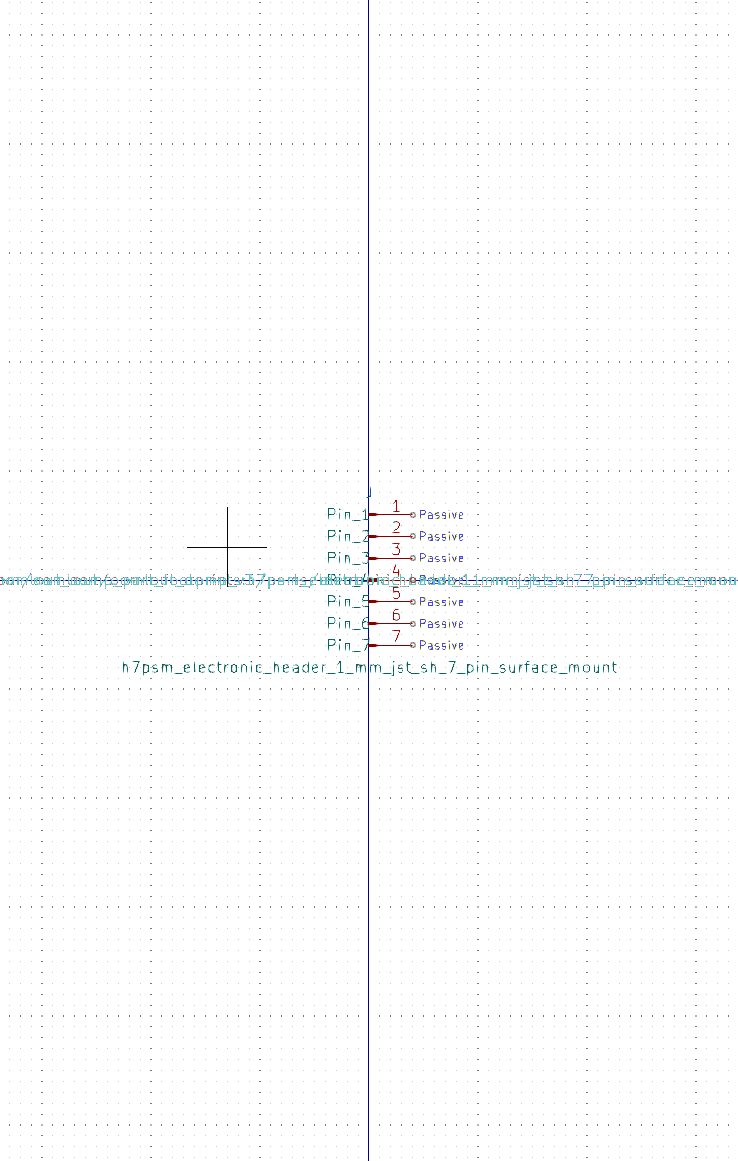 J
Pin_1 1 Passive
Pin_2 2 Passive
Pin_3 3 Passive
4
Pin_5 5 Passive
Pin_6 6 Passive
Pin_7 7 Passive
h7psm_electronic_header_1_mm_jst_sh_7_pin_surface_mount